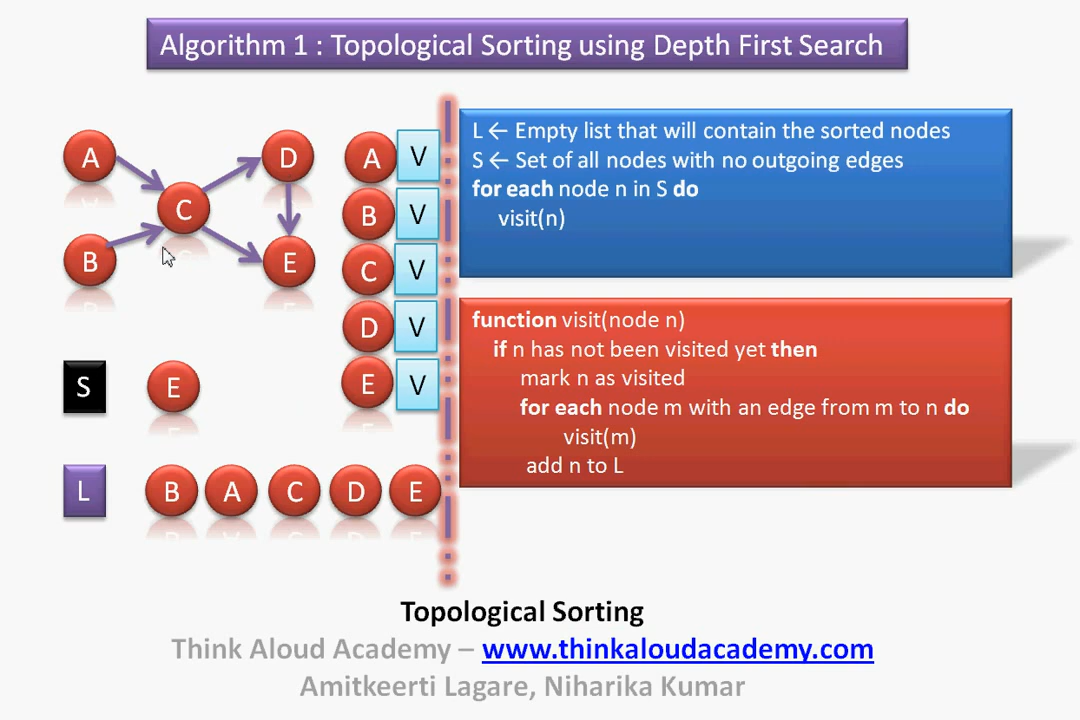 Algorithm 1 : Topological Sorting using Depth First Search
A
D
C
B
E
A V
B V
C V
D V
E V
S E
L B A C D E
L ← Empty list that will contain the sorted nodes
S ← Set of all nodes with no outgoing edges
for each node n in S do
visit(n)
function visit(node n)
if n has not been visited yet then
mark n as visited
for each node m with an edge from m to n do
visit(m)
add n to L
Topological Sorting
Think Aloud Academy – www.thinkaloudacademy.com
Amitkeerti Lagare, Niharika Kumar